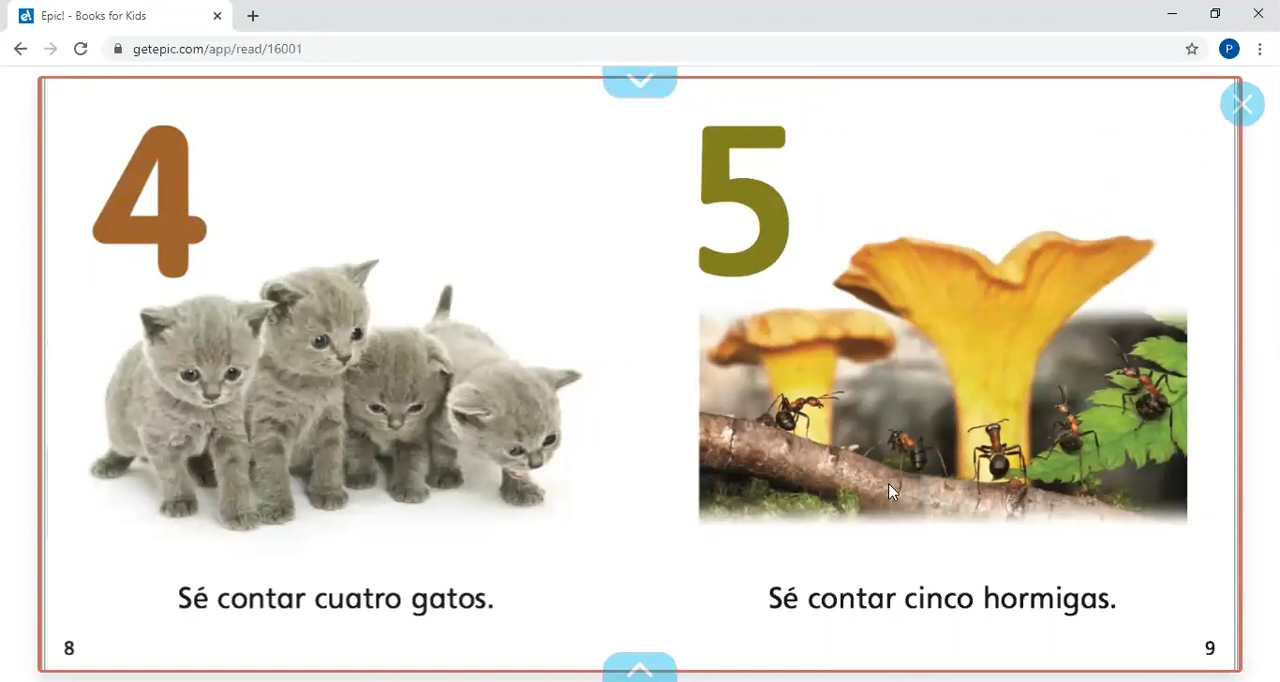 Epic! - Books for Kids
getepic.com/app/read/16001
P
4
Sé contar cuatro gatos.
8
5
Sé contar cinco hormigas.
9